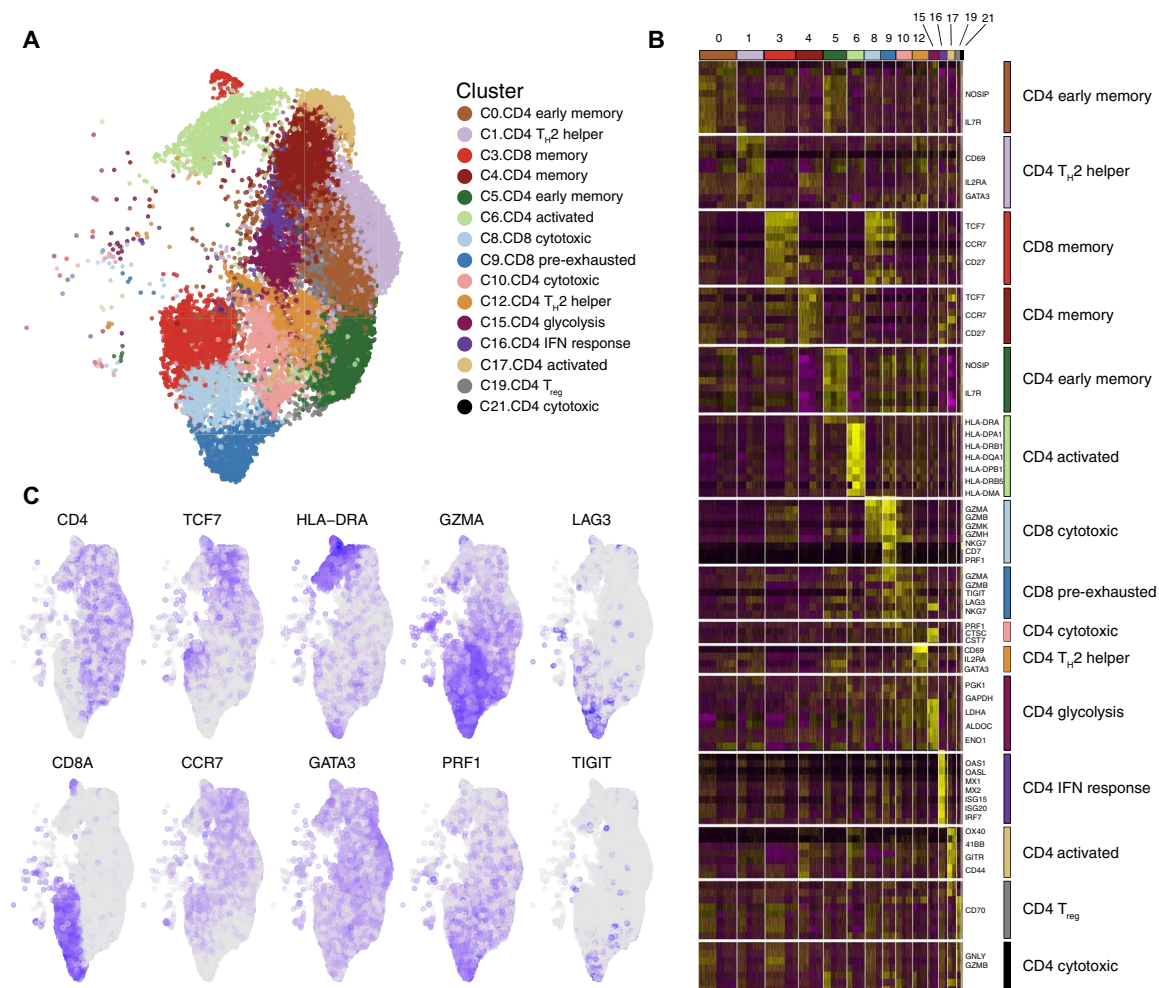 A
Cluster
C0.CD4 early memory
C1.CD4 TH2 helper
C3.CD8 memory
C4.CD4 memory
C5.CD4 early memory
C6.CD4 activated
C8.CD8 cytotoxic
C9.CD8 pre-exhausted
C10.CD4 cytotoxic
C12.CD4 TH2 helper
C15.CD4 glycolysis
C16.CD4 IFN response
C17.CD4 activated
C19.CD4 Treg
C21.CD4 cytotoxic
B
15 16 17 19 21
0 1 3 4 5 6 8 9 10 12
NOSIP
IL7R
CD4 early memory
CD69
IL2RA
GATA3
CD4 TH2 helper
TCF7
CCR7
CD27
CD8 memory
TCF7
CCR7
CD27
CD4 memory
NOSIP
IL7R
CD4 early memory
HLA-DRA
HLA-DPA1
HLA-DRB1
HLA-DQA1
HLA-DPB1
HLA-DRB5
HLA-DMA
CD4 activated
GZMA
GZMB
GZMK
GZMH
NKG7
CD7
PRF1
CD8 cytotoxic
GZMA
GZMB
TIGIT
LAG3
NKG7
CD8 pre-exhausted
PRF1
CTSC
CST7
CD4 cytotoxic
CD69
IL2RA
GATA3
CD4 TH2 helper
PGK1
GAPDH
LDHA
ALDOC
ENO1
CD4 glycolysis
OAS1
OASL
MX1
MX2
ISG15
ISG20
IRF7
CD4 IFN response
OX40
41BB
GITR
CD44
CD4 activated
CD70
CD4 Treg
GNLY
GZMB
CD4 cytotoxic
C
CD4 TCF7 HLA−DRA GZMA LAG3
CD8A CCR7 GATA3 PRF1 TIGIT